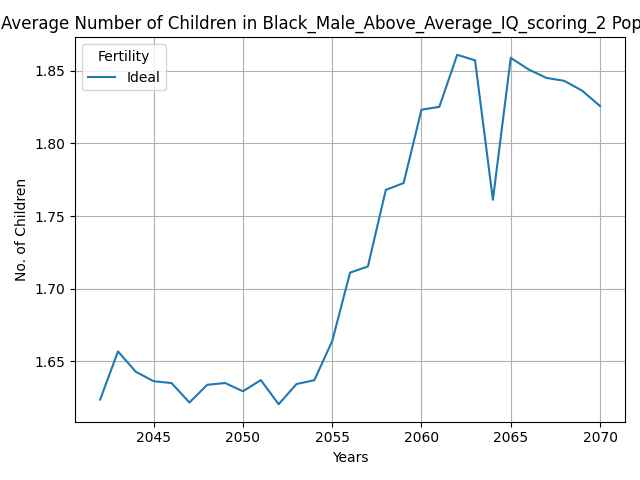 Average Number of Children in Black_Male_Above_Average_IQ_scoring_2 Pop
Fertility
Ideal
No. of Children
1.85
1.80
1.75
1.70
1.65
2045 2050 2055 2060 2065 2070
Years